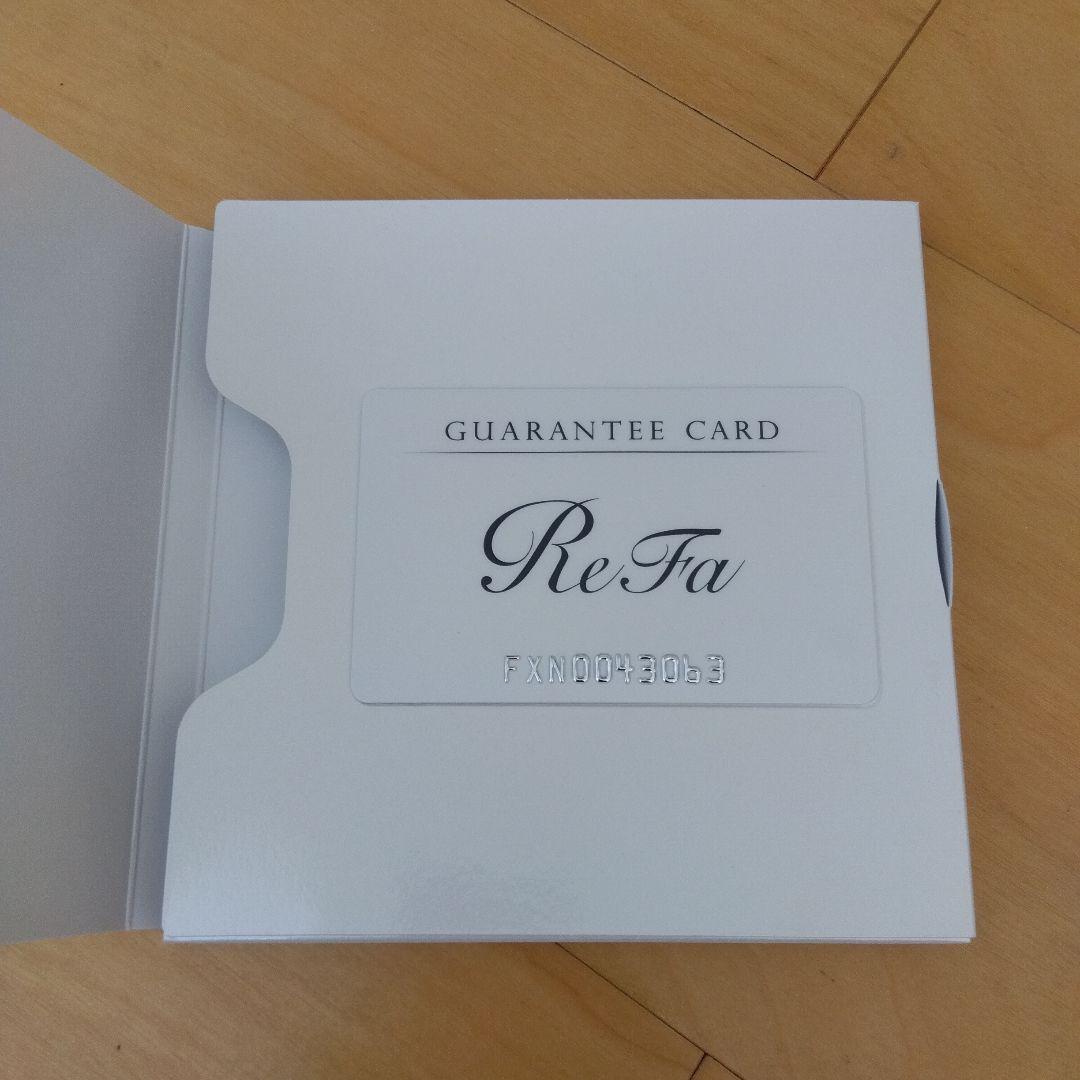 GUARANTEE CARD
ReFa
FXN0043063